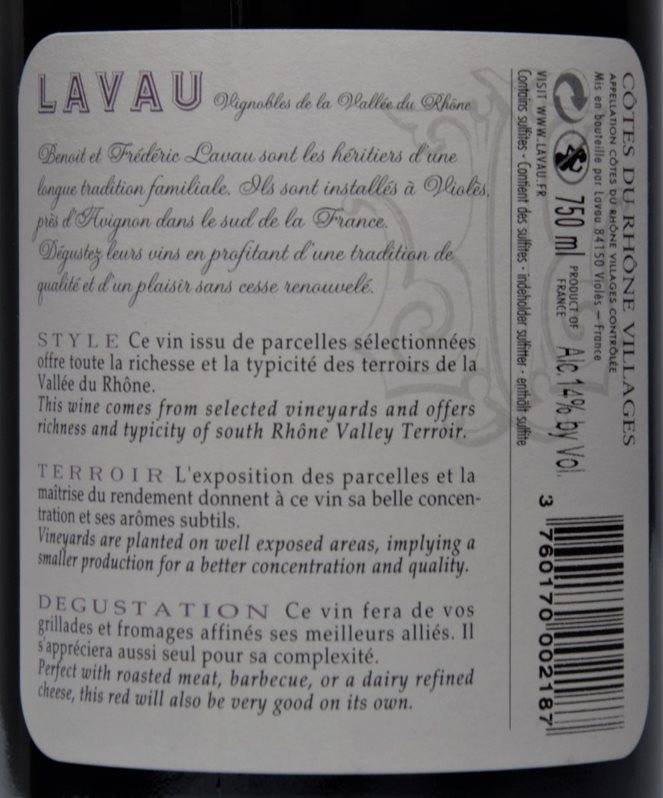 LAVAU Vignobles de la Vallée du Rhône
Benoit et Frédéric Lavau sont les héritiers d'une
longue tradition familiale. Ils sont installés à Violès,
près d'Avignon dans le sud de la France.
Dégustez leurs vins en profitant d'une tradition de
qualité et d'un plaisir sans cesse renouvelé.
STYLE Ce vin issu de parcelles sélectionnées
offre toute la richesse et la typicité des terroirs de la
Vallée du Rhône.
This wine comes from selected vineyards and offers
richness and typicity of south Rhône Valley Terroir.
TERROIR L'exposition des parcelles et la
maîtrise du rendement donnent à ce vin sa belle concen-
tration et ses arômes subtils.
Vineyards are planted on well exposed areas, implying a
smaller production for a better concentration and quality.
DEGUSTATION Ce vin fera de vos
grillades et fromages affinés ses meilleurs alliés. Il
s'appréciera aussi seul pour sa complexité.
Perfect with roasted meat, barbecue, or a dairy refined
cheese, this red will also be very good on its own.
CÔTES DU RHÔNE VILLAGES
APPELLATION CÔTES DU RHÔNE VILLAGES CONTRÔLÉE
Mis en bouteille par Lavau 84150 Violès – France
750 ml PRODUCT OF FRANCE Alc. 14% by Vol.
VISIT WWW.LAVAU.FR
Contains sulfites - Contient des sulfites - indeholder sulfitter - enthält sulfite
3 760170 002187